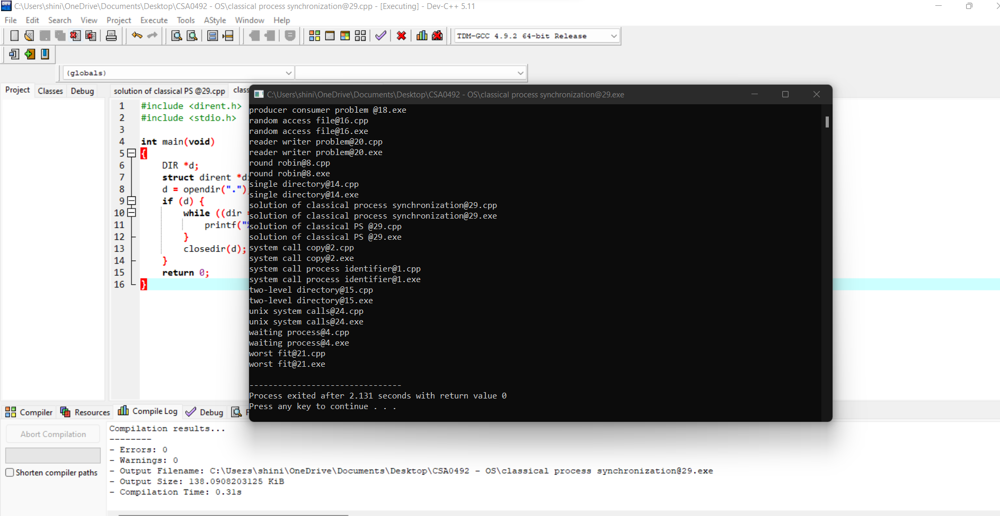 C:\Users\shini\OneDrive\Documents\Desktop\CSA0492 - OS\classical process synchronization@29.cpp - [Executing] - Dev-C++ 5.11
File Edit Search View Project Execute Tools AStyle Window Help
TDM-GCC 4.9.2 64-bit Release
(globals)
Project Classes Debug
solution of classical PS @29.cpp
1 #include <dirent.h>
2 #include <stdio.h>
3
4 int main(void)
5 {
6 DIR *d;
7 struct dirent *d
8 d = opendir(".")
9 if (d) {
10 while ((dir
11 printf("
12 }
13 closedir(d);
14 }
15 return 0;
16 }
C:\Users\shini\OneDrive\Documents\Desktop\CSA0492 - OS\classical process synchronization@29.exe
producer consumer problem @18.exe
random access file@16.cpp
random access file@16.exe
reader writer problem@20.cpp
reader writer problem@20.exe
round robin@8.cpp
round robin@8.exe
single directory@14.cpp
single directory@14.exe
solution of classical process synchronization@29.cpp
solution of classical process synchronization@29.exe
solution of classical PS @29.cpp
solution of classical PS @29.exe
system call copy@2.cpp
system call copy@2.exe
system call process identifier@1.cpp
system call process identifier@1.exe
two-level directory@15.cpp
two-level directory@15.exe
unix system calls@24.cpp
unix system calls@24.exe
waiting process@4.cpp
waiting process@4.exe
worst fit@21.cpp
worst fit@21.exe
--------------------------------
Process exited after 2.131 seconds with return value 0
Press any key to continue . . .
Compiler Resources Compile Log Debug
Abort Compilation
Shorten compiler paths
Compilation results...
--------
- Errors: 0
- Warnings: 0
- Output Filename: C:\Users\shini\OneDrive\Documents\Desktop\CSA0492 - OS\classical process synchronization@29.exe
- Output Size: 138.0908203125 KiB
- Compilation Time: 0.31s